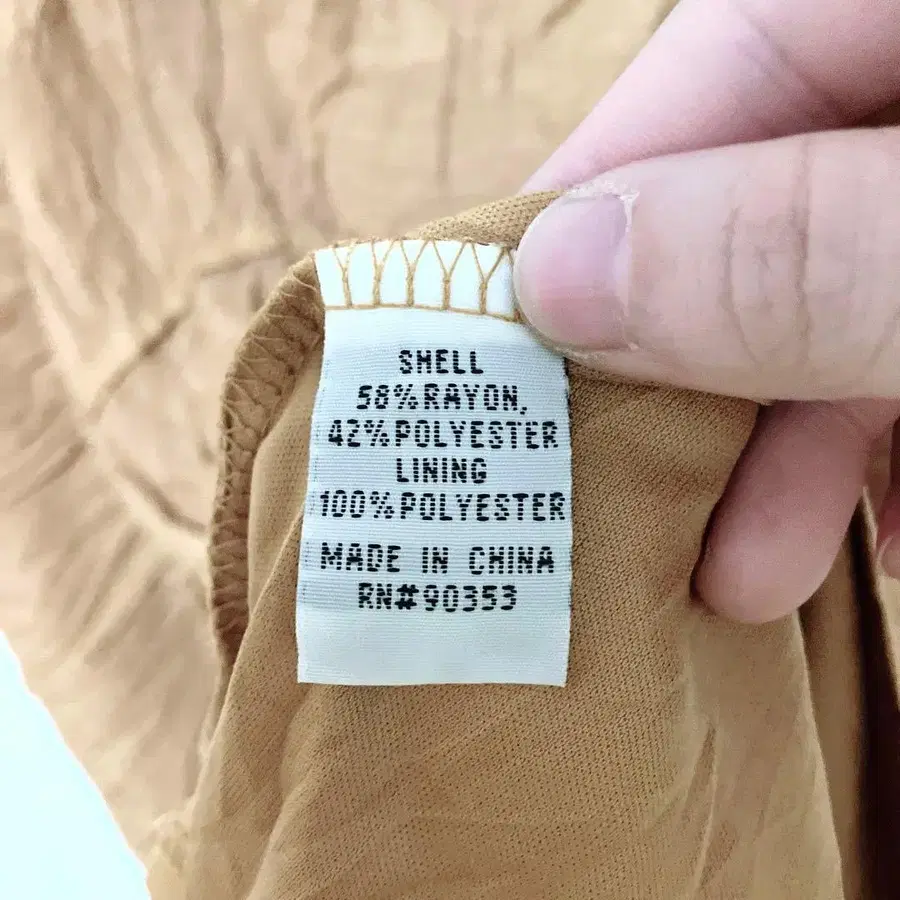 SHELL
58%RAYON,
42%POLYESTER
LINING
100%POLYESTER
MADE IN CHINA
RN#90353